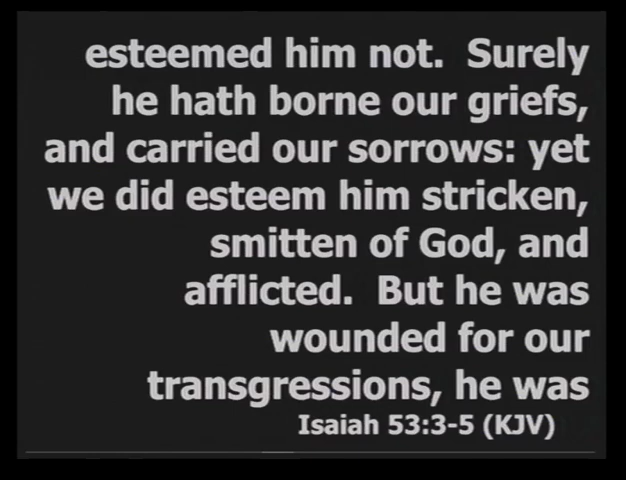 esteemed him not.  Surely
he hath borne our griefs,
and carried our sorrows: yet
we did esteem him stricken,
smitten of God, and
afflicted.  But he was
wounded for our
transgressions, he was
Isaiah 53:3-5 (KJV)